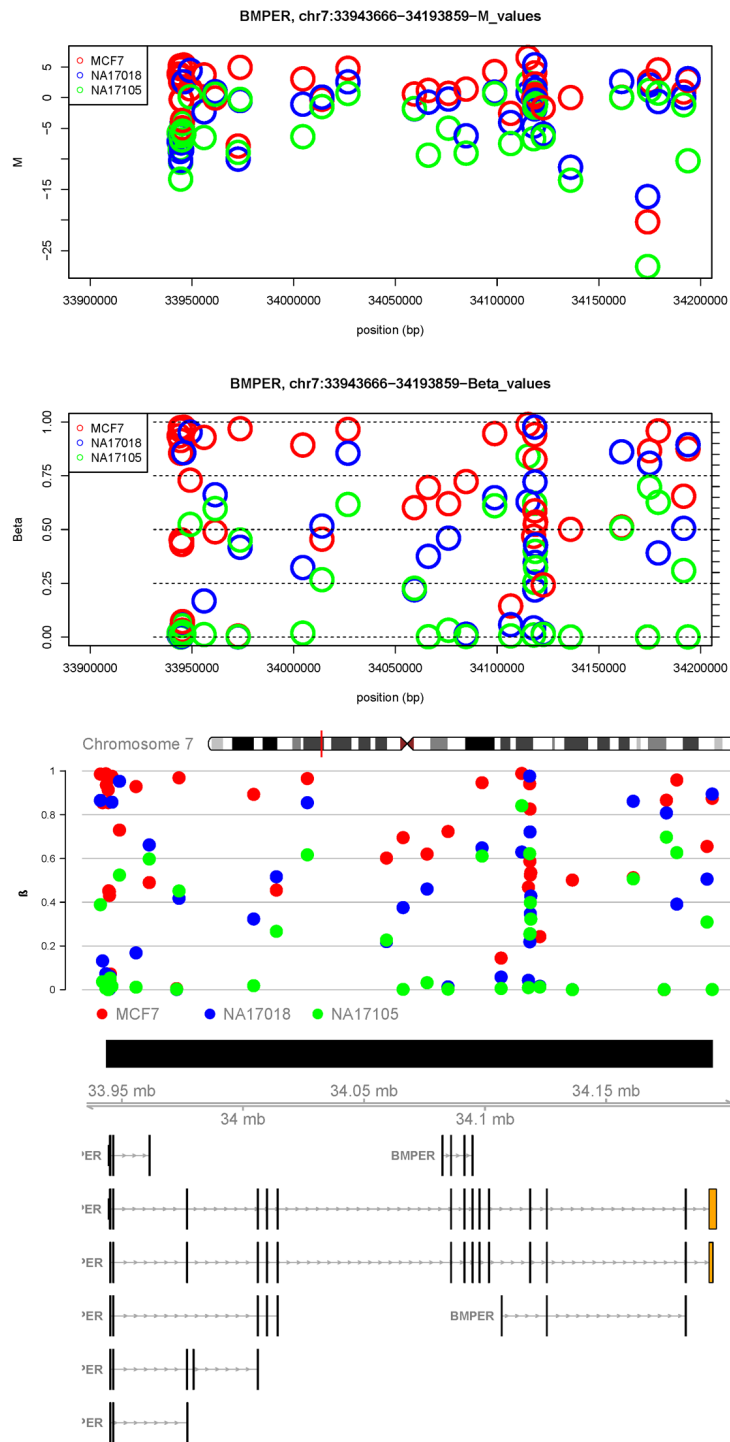 BMPER, chr7:33943666−34193859−M_values
MCF7
NA17018
NA17105
5
0
−5
−15
−25
M
33900000 33950000 34000000 34050000 34100000 34150000 34200000
position (bp)
BMPER, chr7:33943666−34193859−Beta_values
MCF7
NA17018
NA17105
1.00
0.75
0.50
0.25
0.00
Beta
33900000 33950000 34000000 34050000 34100000 34150000 34200000
position (bp)
Chromosome 7
1
0.8
0.6
0.4
0.2
0
ß
MCF7 NA17018 NA17105
33.95 mb 34.05 mb 34.15 mb
34 mb 34.1 mb
PER BMPER
PER
PER
PER BMPER
PER
PER